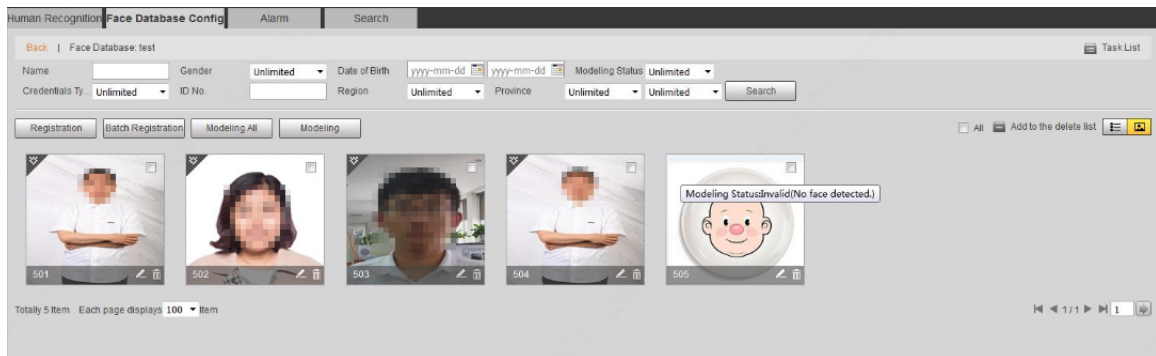 Human Recognition Face Database Config Alarm Search
Back | Face Database: test Task List
Name Gender Unlimited Date of Birth yyyy-mm-dd yyyy-mm-dd Modeling Status Unlimited
Credentials Ty... Unlimited ID No. Region Unlimited Province Unlimited Unlimited Search
Registration Batch Registration Modeling All Modeling All Add to the delete list
Modeling Status:Invalid(No face detected.)
501 502 503 504 505
Totally 5 Item Each page displays 100 Item 1/1 1